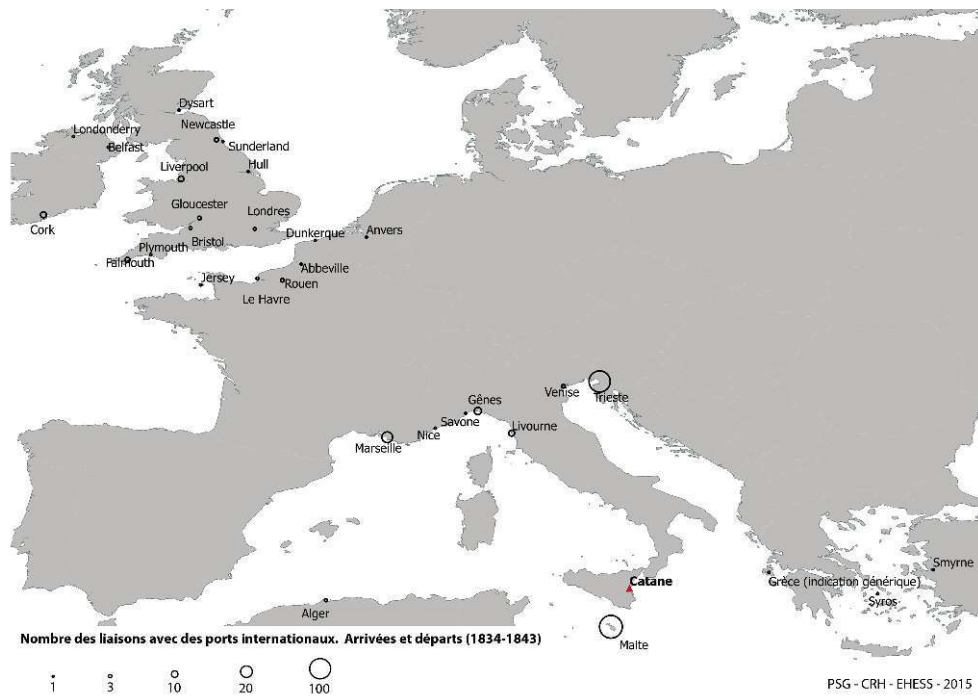 Dysart
Newcastle
Londonderry
Sunderland
Belfast
Hull
Liverpool
Gloucester
Londres
Cork
Bristol
Dunkerque
Anvers
Plymouth
Falmouth
Abbeville
Jersey
Rouen
Le Havre
Venise
Trieste
Gênes
Savone
Livourne
Nice
Marseille
Smyrne
Catane
Grèce (indication générique)
Syros
Alger
Malte
Nombre des liaisons avec des ports internationaux. Arrivées et départs (1834-1843)
1 3 10 20 100
PSG - CRH - EHESS - 2015